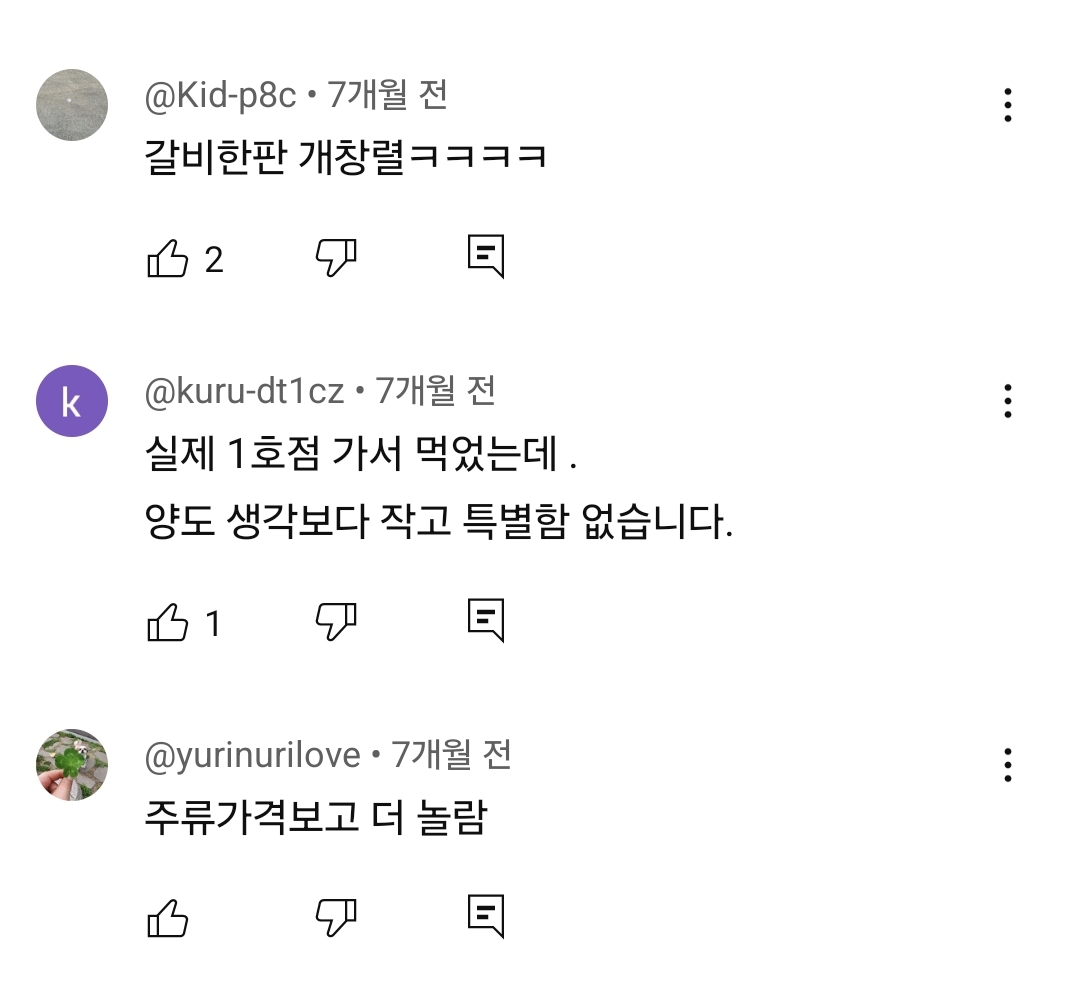 @Kid-p8c • 7개월 전
갈비한판 개창렬ㅋㅋㅋㅋ
2
k
@kuru-dt1cz • 7개월 전
실제 1호점 가서 먹었는데 .
양도 생각보다 작고 특별함 없습니다.
1
@yurinurilove • 7개월 전
주류가격보고 더 놀람